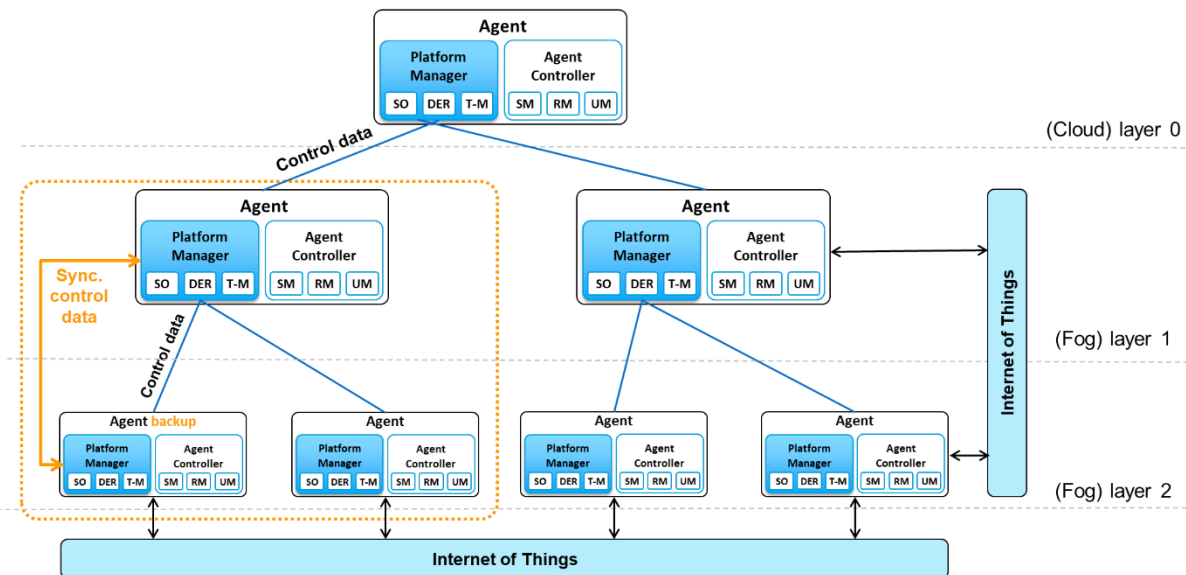 Agent
Platform
Manager
SO DER T-M
Agent
Controller
SM RM UM
Control data
(Cloud) layer 0
Agent
Platform
Manager
SO DER T-M
Agent
Controller
SM RM UM
Agent
Platform
Manager
SO DER T-M
Agent
Controller
SM RM UM
Sync.
control
data
Control data
Internet of Things
(Fog) layer 1
Agent backup
Platform
Manager
SO DER T-M
Agent
Controller
SM RM UM
Agent
Platform
Manager
SO DER T-M
Agent
Controller
SM RM UM
Agent
Platform
Manager
SO DER T-M
Agent
Controller
SM RM UM
Agent
Platform
Manager
SO DER T-M
Agent
Controller
SM RM UM
(Fog) layer 2
Internet of Things